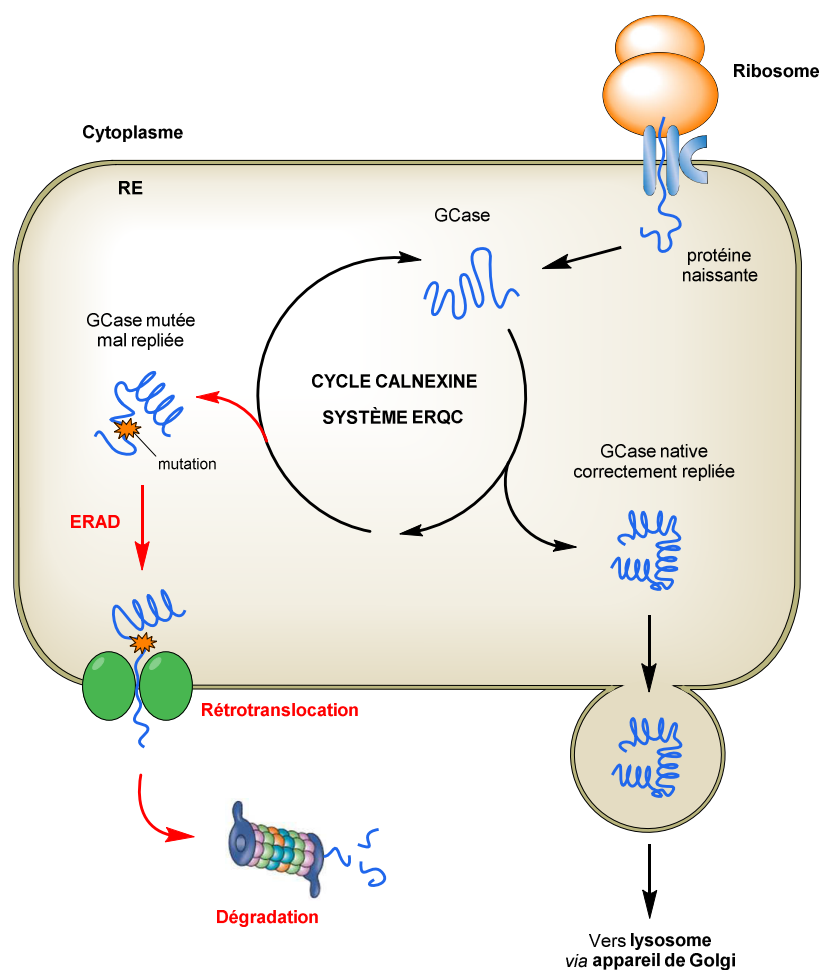 Ribosome
Cytoplasme
RE
GCase
protéine
naissante
GCase mutée
mal repliée
CYCLE CALNEXINE
SYSTÈME ERQC
mutation
GCase native
correctement repliée
ERAD
Rétrotranslocation
Dégradation
Vers lysosome
via appareil de Golgi